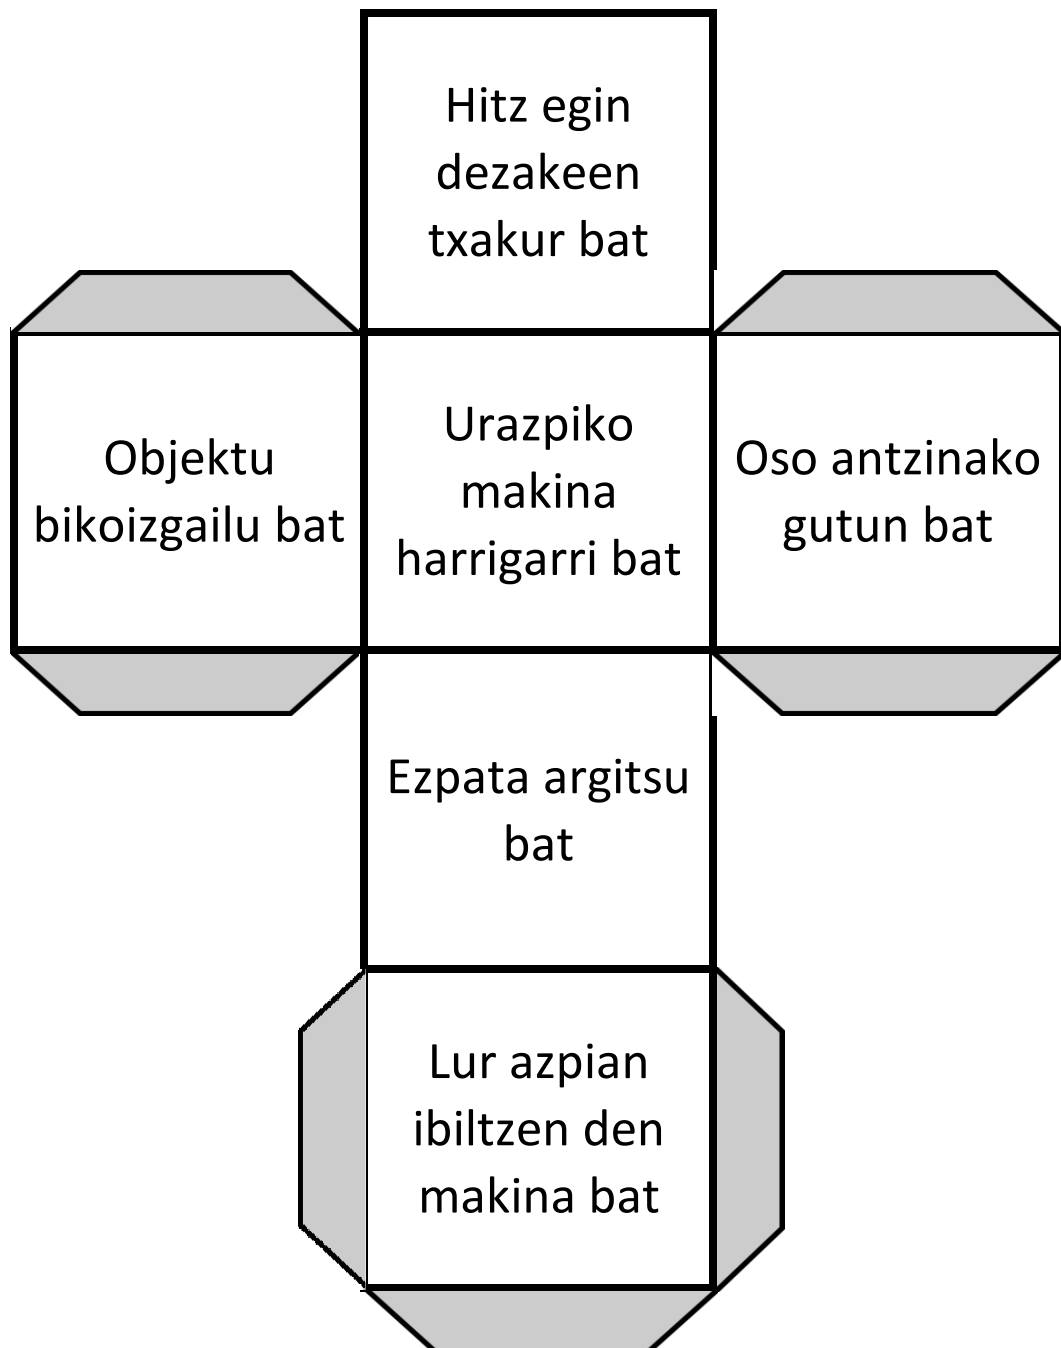 Hitz egin
dezakeen
txakur bat
Objektu
bikoizgailu bat
Urazpiko
makina
harrigarri bat
Oso antzinako
gutun bat
Ezpata argitsu
bat
Lur azpian
ibiltzen den
makina bat